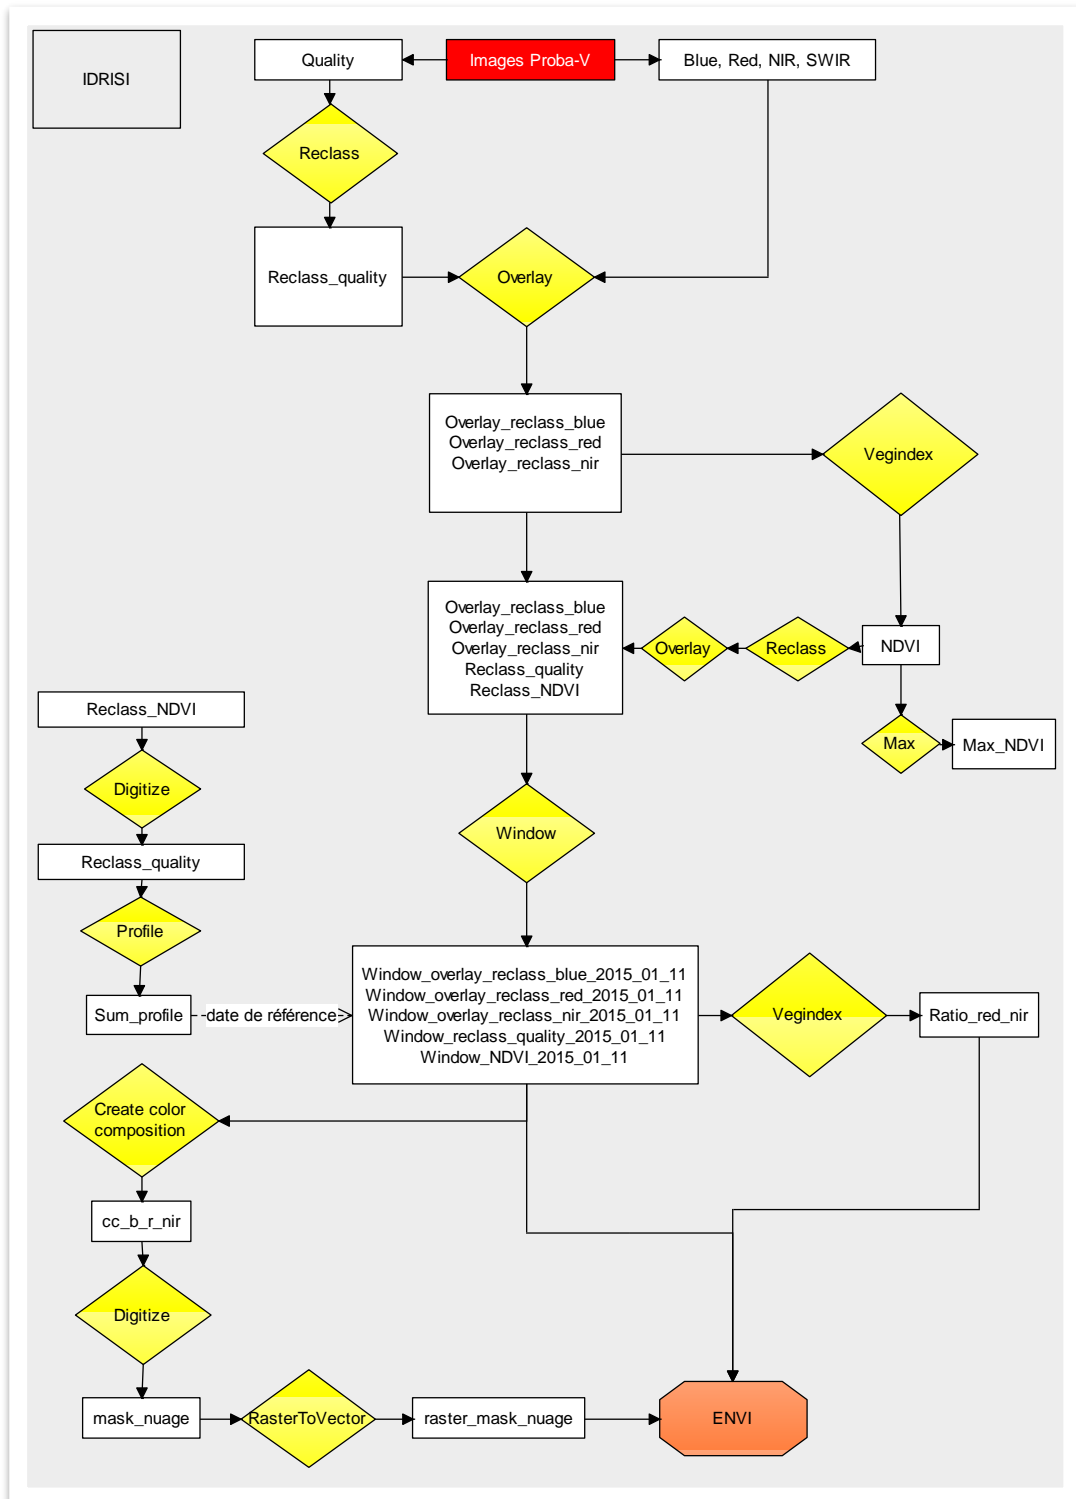 IDRISI
Quality
Images Proba-V
Blue, Red, NIR, SWIR
Reclass
Reclass_quality
Overlay
Overlay_reclass_blue
Overlay_reclass_red
Overlay_reclass_nir
Vegindex
Overlay_reclass_blue
Overlay_reclass_red
Overlay_reclass_nir
Reclass_quality
Reclass_NDVI
Overlay
Reclass
NDVI
Max
Max_NDVI
Reclass_NDVI
Digitize
Reclass_quality
Profile
Sum_profile
date de référence
Window
Window_overlay_reclass_blue_2015_01_11
Window_overlay_reclass_red_2015_01_11
Window_overlay_reclass_nir_2015_01_11
Window_reclass_quality_2015_01_11
Window_NDVI_2015_01_11
Vegindex
Ratio_red_nir
Create color
composition
cc_b_r_nir
Digitize
mask_nuage
RasterToVector
raster_mask_nuage
ENVI